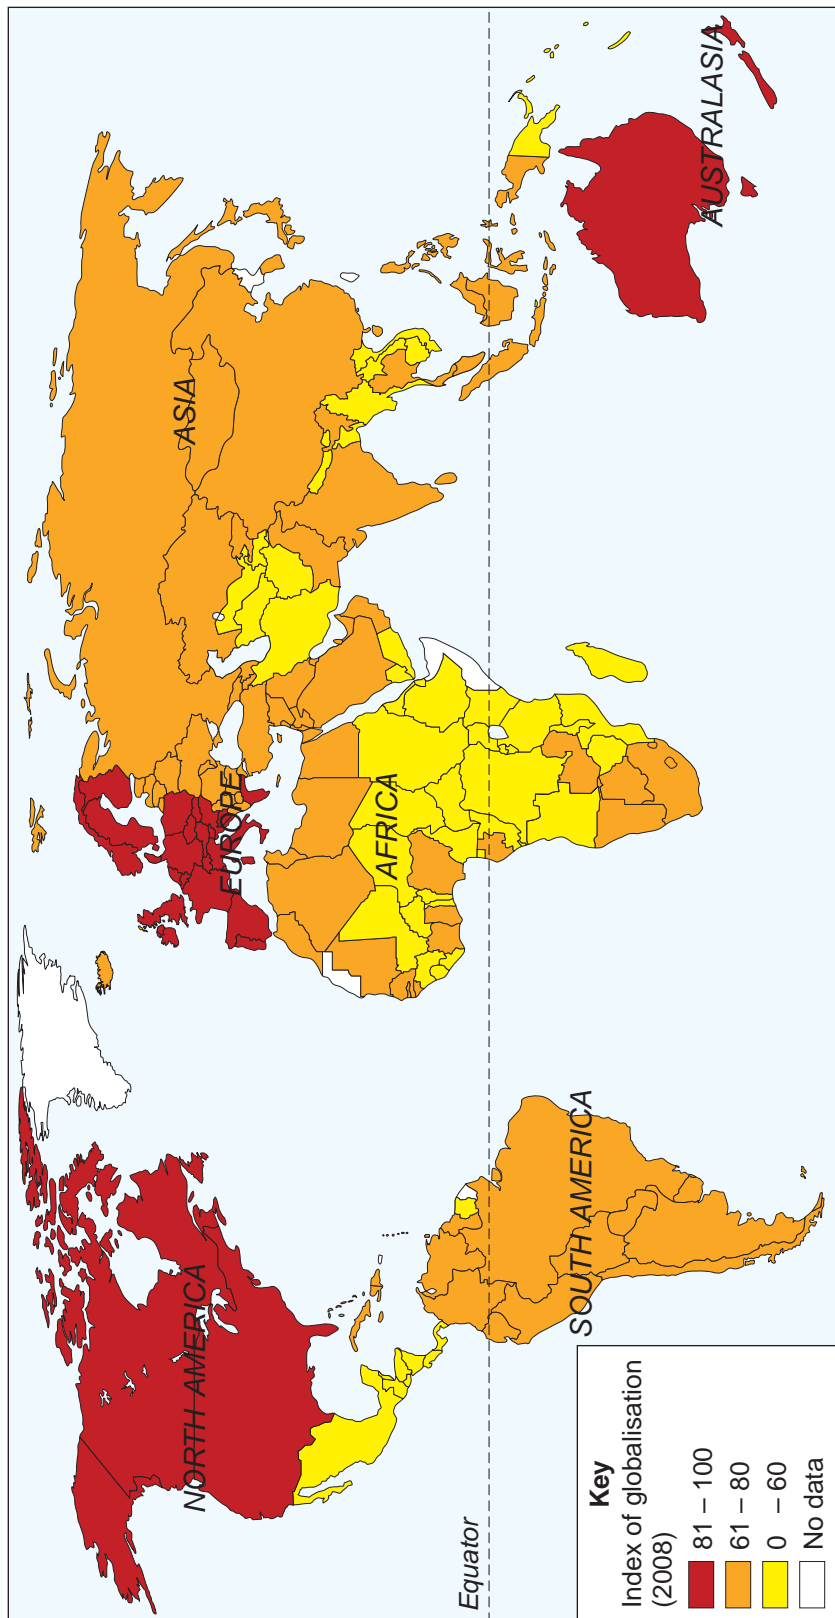 NORTH AMERICA
EUROPE
ASIA
AFRICA
SOUTH AMERICA
AUSTRALASIA
Equator
Key
Index of globalisation
(2008)
81 – 100
61 – 80
0 – 60
No data